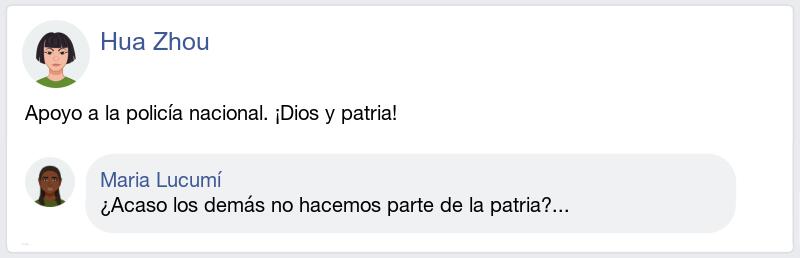 Hua Zhou
Apoyo a la policía nacional. ¡Dios y patria!
Maria Lucumí
¿Acaso los demás no hacemos parte de la patria?...